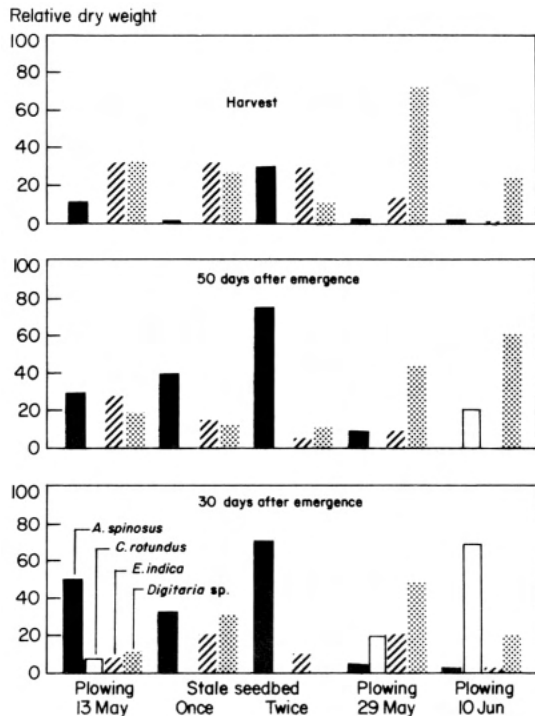 Relative dry weight
100
80
60
40
20
0
Harvest
100
80
60
40
20
0
50 days after emergence
100
80
60
40
20
0
30 days after emergence
A. spinosus
C. rotundus
E. indica
Digitaria sp.
Plowing Stale seedbed Plowing Plowing
13 May Once Twice 29 May 10 Jun